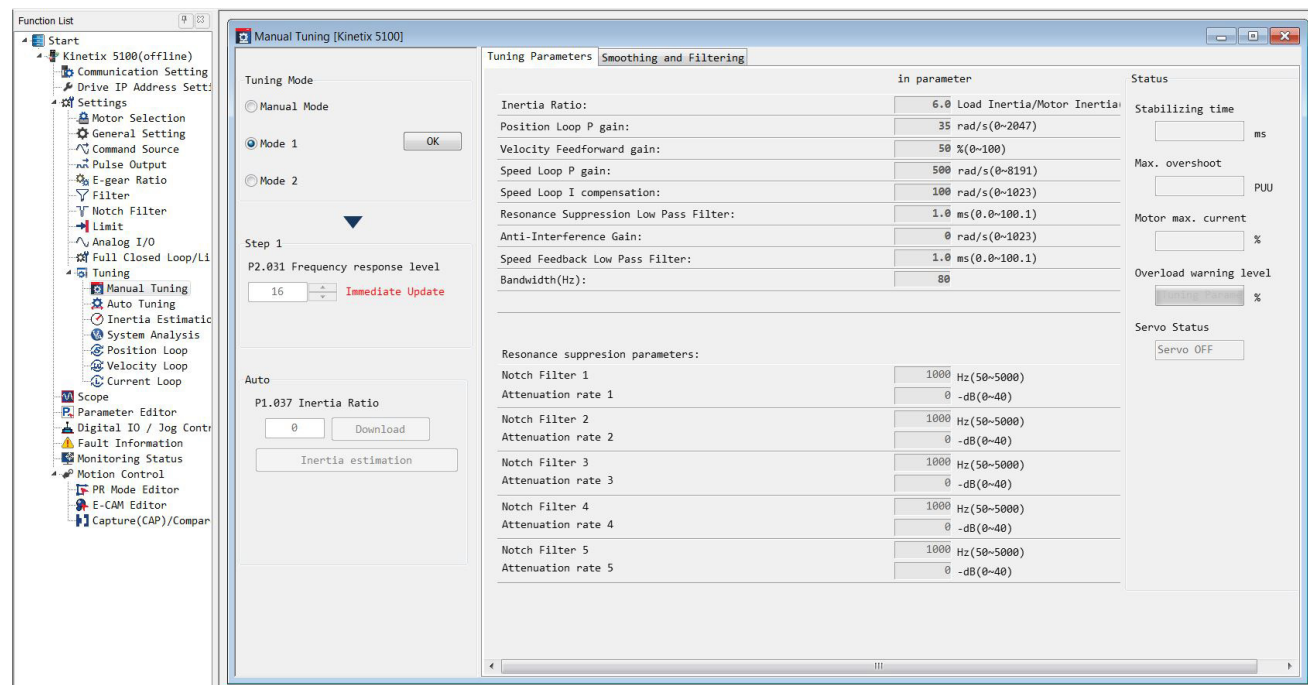 Function List
Start
Kinetix 5100(offline)
Communication Setting
Drive IP Address Sett
Settings
Motor Selection
General Setting
Command Source
Pulse Output
E-gear Ratio
Filter
Notch Filter
Limit
Analog I/O
Full Closed Loop/Li
Tuning
Manual Tuning
Auto Tuning
Inertia Estimatio
System Analysis
Position Loop
Velocity Loop
Current Loop
Scope
Parameter Editor
Digital IO / Jog Contr
Fault Information
Monitoring Status
Motion Control
PR Mode Editor
E-CAM Editor
Capture(CAP)/Compar
Manual Tuning [Kinetix 5100]
Tuning Mode
Manual Mode
Mode 1 OK
Mode 2
Step 1
P2.031 Frequency response level
16 Immediate Update
Auto
P1.037 Inertia Ratio
0 Download
Inertia estimation
Tuning Parameters Smoothing and Filtering
in parameter
Inertia Ratio: 6.0 Load Inertia/Motor Inertia
Position Loop P gain: 35 rad/s(0~2047)
Velocity Feedforward gain: 50 %(0~100)
Speed Loop P gain: 500 rad/s(0~8191)
Speed Loop I compensation: 100 rad/s(0~1023)
Resonance Suppression Low Pass Filter: 1.0 ms(0.0~100.1)
Anti-Interference Gain: 0 rad/s(0~1023)
Speed Feedback Low Pass Filter: 1.0 ms(0.0~100.1)
Bandwidth(Hz): 80
Resonance suppresion parameters:
Notch Filter 1 1000 Hz(50~5000)
Attenuation rate 1 0 -dB(0~40)
Notch Filter 2 1000 Hz(50~5000)
Attenuation rate 2 0 -dB(0~40)
Notch Filter 3 1000 Hz(50~5000)
Attenuation rate 3 0 -dB(0~40)
Notch Filter 4 1000 Hz(50~5000)
Attenuation rate 4 0 -dB(0~40)
Notch Filter 5 1000 Hz(50~5000)
Attenuation rate 5 0 -dB(0~40)
Status
Stabilizing time
ms
Max. overshoot
PUU
Motor max. current
%
Overload warning level
%
Servo Status
Servo OFF